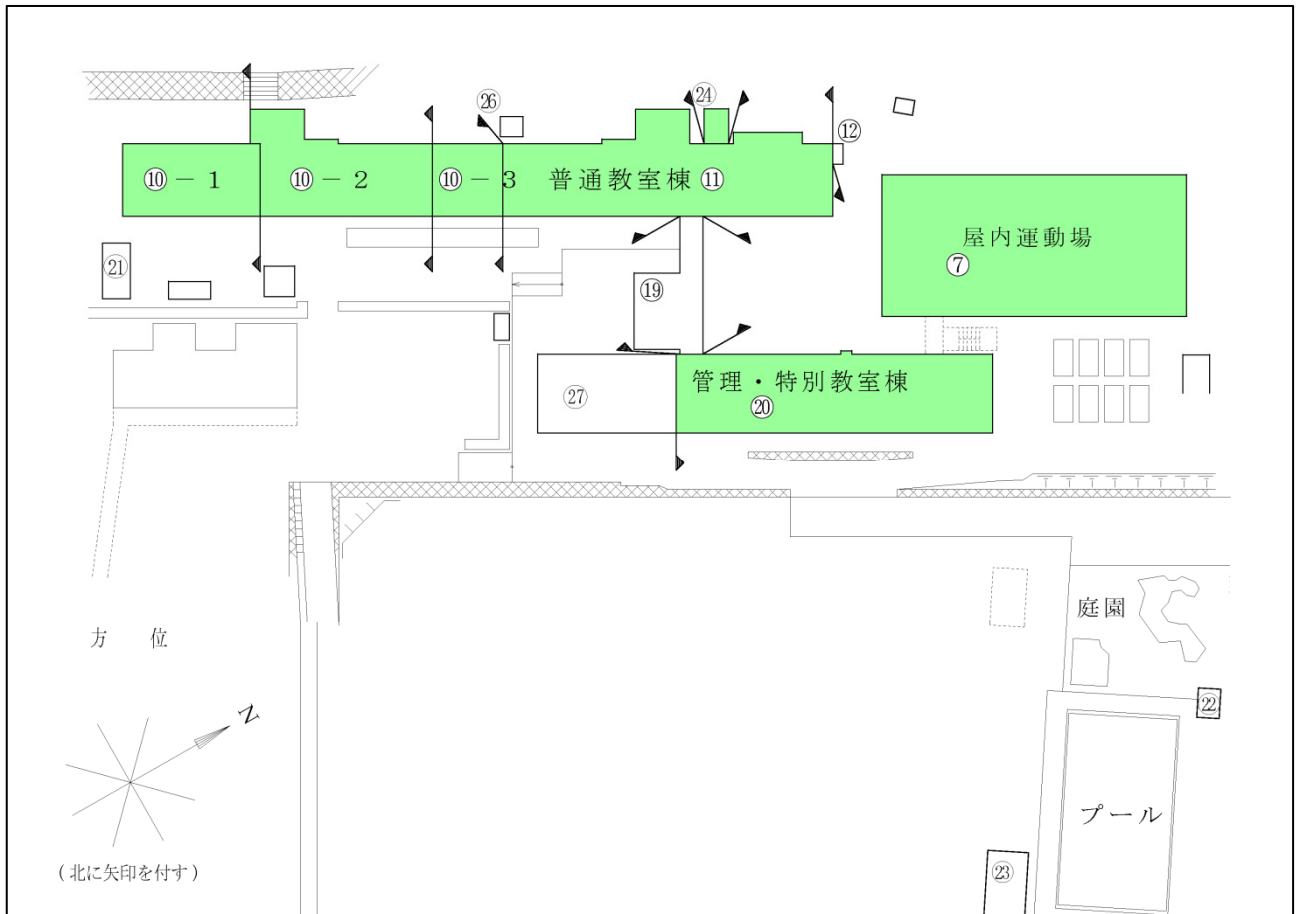 ㉖
㉔
⑫
⑩－１
⑩－２
⑩－３
普通教室棟⑪
屋内運動場
⑦
㉑
⑲
管理・特別教室棟
⑳
㉗
庭園
方　位
N
㉒
プール
㉓
(北に矢印を付す)